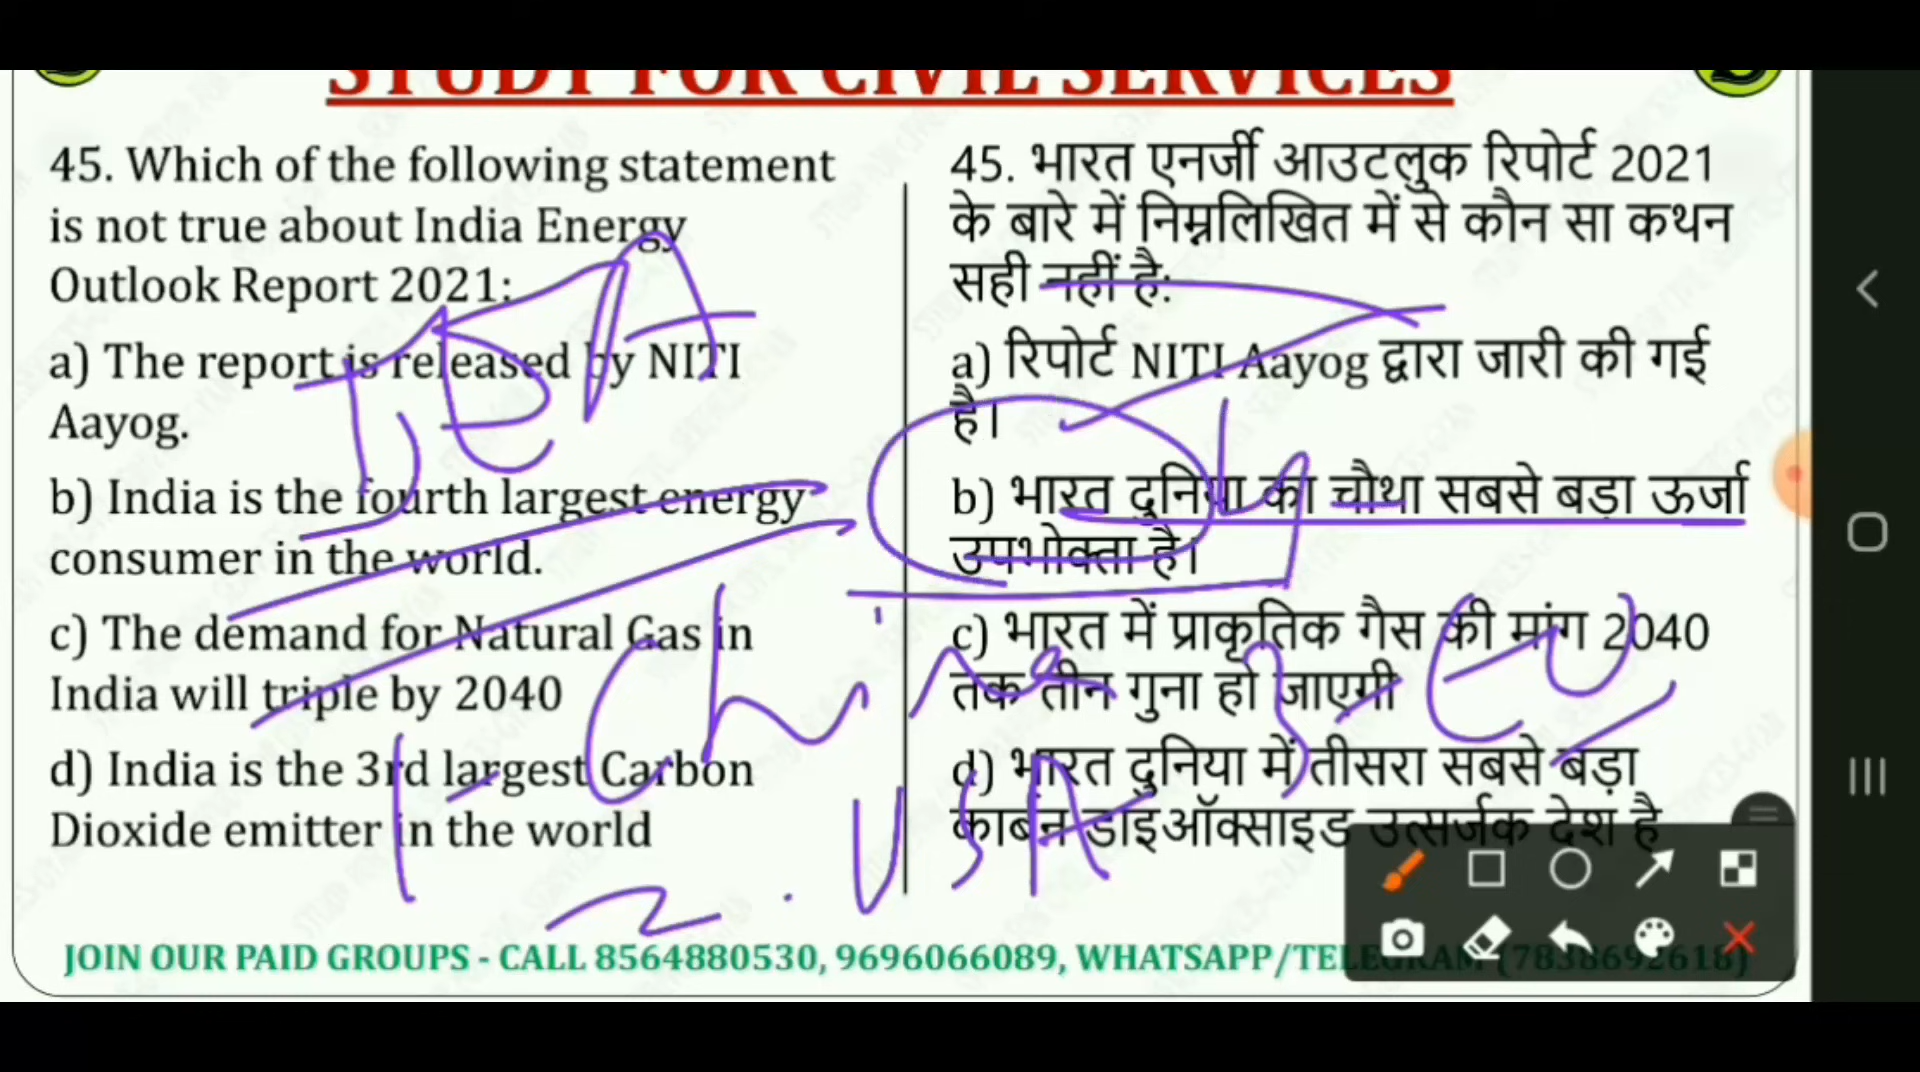 STUDY FOR CIVIL SERVICES
45. Which of the following statement
is not true about India Energy
Outlook Report 2021:
a) The report is released by NITI
Aayog.
b) India is the fourth largest energy
consumer in the world.
c) The demand for Natural Gas in
India will triple by 2040
d) India is the 3rd largest Carbon
Dioxide emitter in the world
45. भारत एनर्जी आउटलुक रिपोर्ट 2021
के बारे में निम्नलिखित में से कौन सा कथन
सही नहीं है:
a) रिपोर्ट NITI Aayog द्वारा जारी की गई
है।
b) भारत दुनिया का चौथा सबसे बड़ा ऊर्जा
उपभोक्ता है।
c) भारत में प्राकृतिक गैस की मांग 2040
तक तीन गुना हो जाएगी
d) भारत दुनिया में तीसरा सबसे बड़ा
कार्बन डाइऑक्साइड उत्सर्जक देश है
IEA
1- China
2. USA
3- EU
JOIN OUR PAID GROUPS - CALL 8564880530, 9696066089, WHATSAPP/TELEGRAM (7838692618)